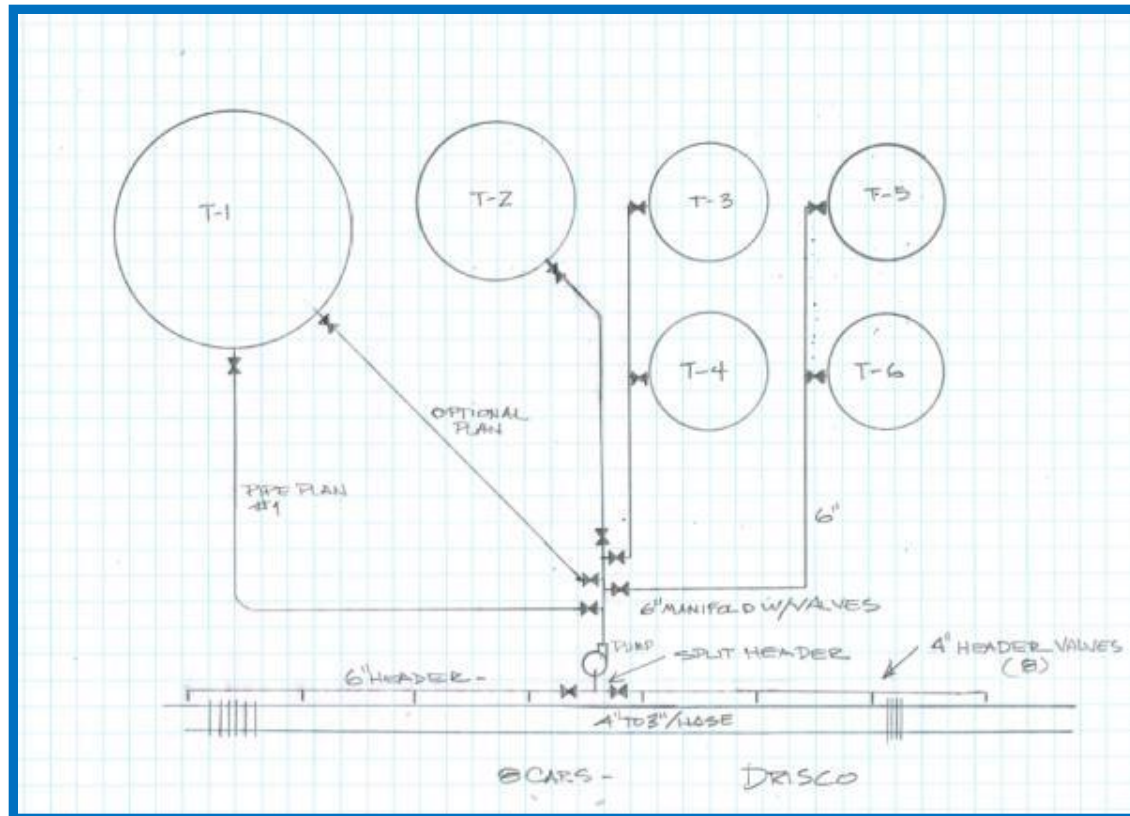 T-1
T-2
T-3
T-5
T-4
T-6
OPTIONAL
PLAN
PIPE PLAN
#1
6"
6" MANIFOLD W/VALVES
PUMP
SPLIT HEADER
4" HEADER VALVES
(8)
6" HEADER -
4" TO 3"/HOSE
8 CARS -
DRISCO